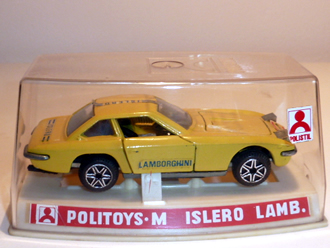 POLISTIL
LAMBORGHINI
POLITOYS·M ISLERO LAMB.